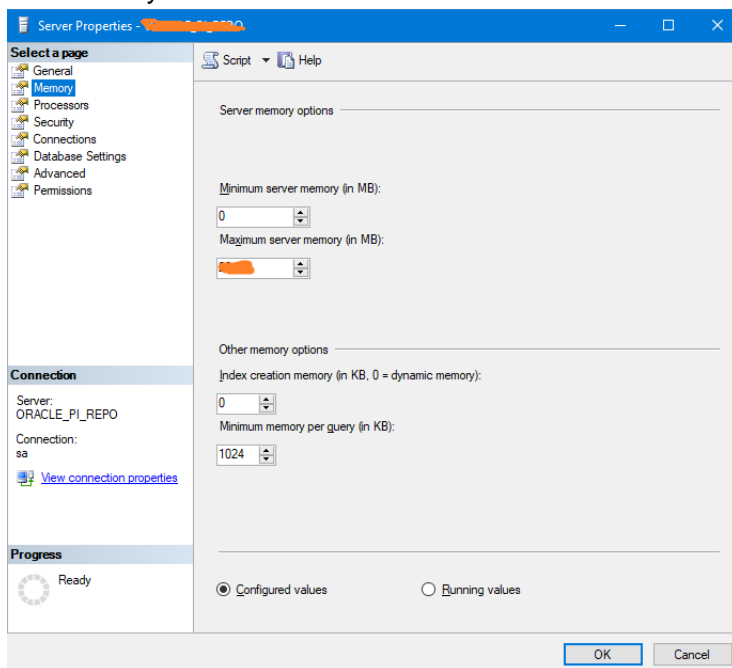 Server Properties -
Select a page
General
Memory
Processors
Security
Connections
Database Settings
Advanced
Permissions
Script
Help
Server memory options
Minimum server memory (in MB):
0
Maximum server memory (in MB):
Other memory options
Index creation memory (in KB, 0 = dynamic memory):
0
Minimum memory per query (in KB):
1024
Connection
Server:
ORACLE_PI_REPO
Connection:
sa
View connection properties
Progress
Ready
Configured values
Running values
OK
Cancel